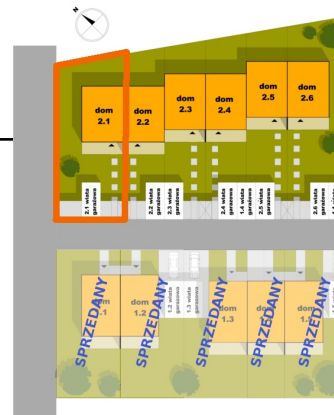 N
dom
2.1
dom
2.2
dom
2.3
dom
2.4
dom
2.5
dom
2.6
2.1 wiata
garażowa
2.2 wiata
garażowa
2.3 wiata
garażowa
2.4 wiata
garażowa
1.4 wiata
garażowa
2.5 wiata
garażowa
2.6 wiata
garażowa
1.2 wiata
garażowa
1.3 wiata
garażowa
dom
1.2
dom
1.3
SPRZEDANY
SPRZEDANY
SPRZEDANY
SPRZEDANY
SPRZEDANY